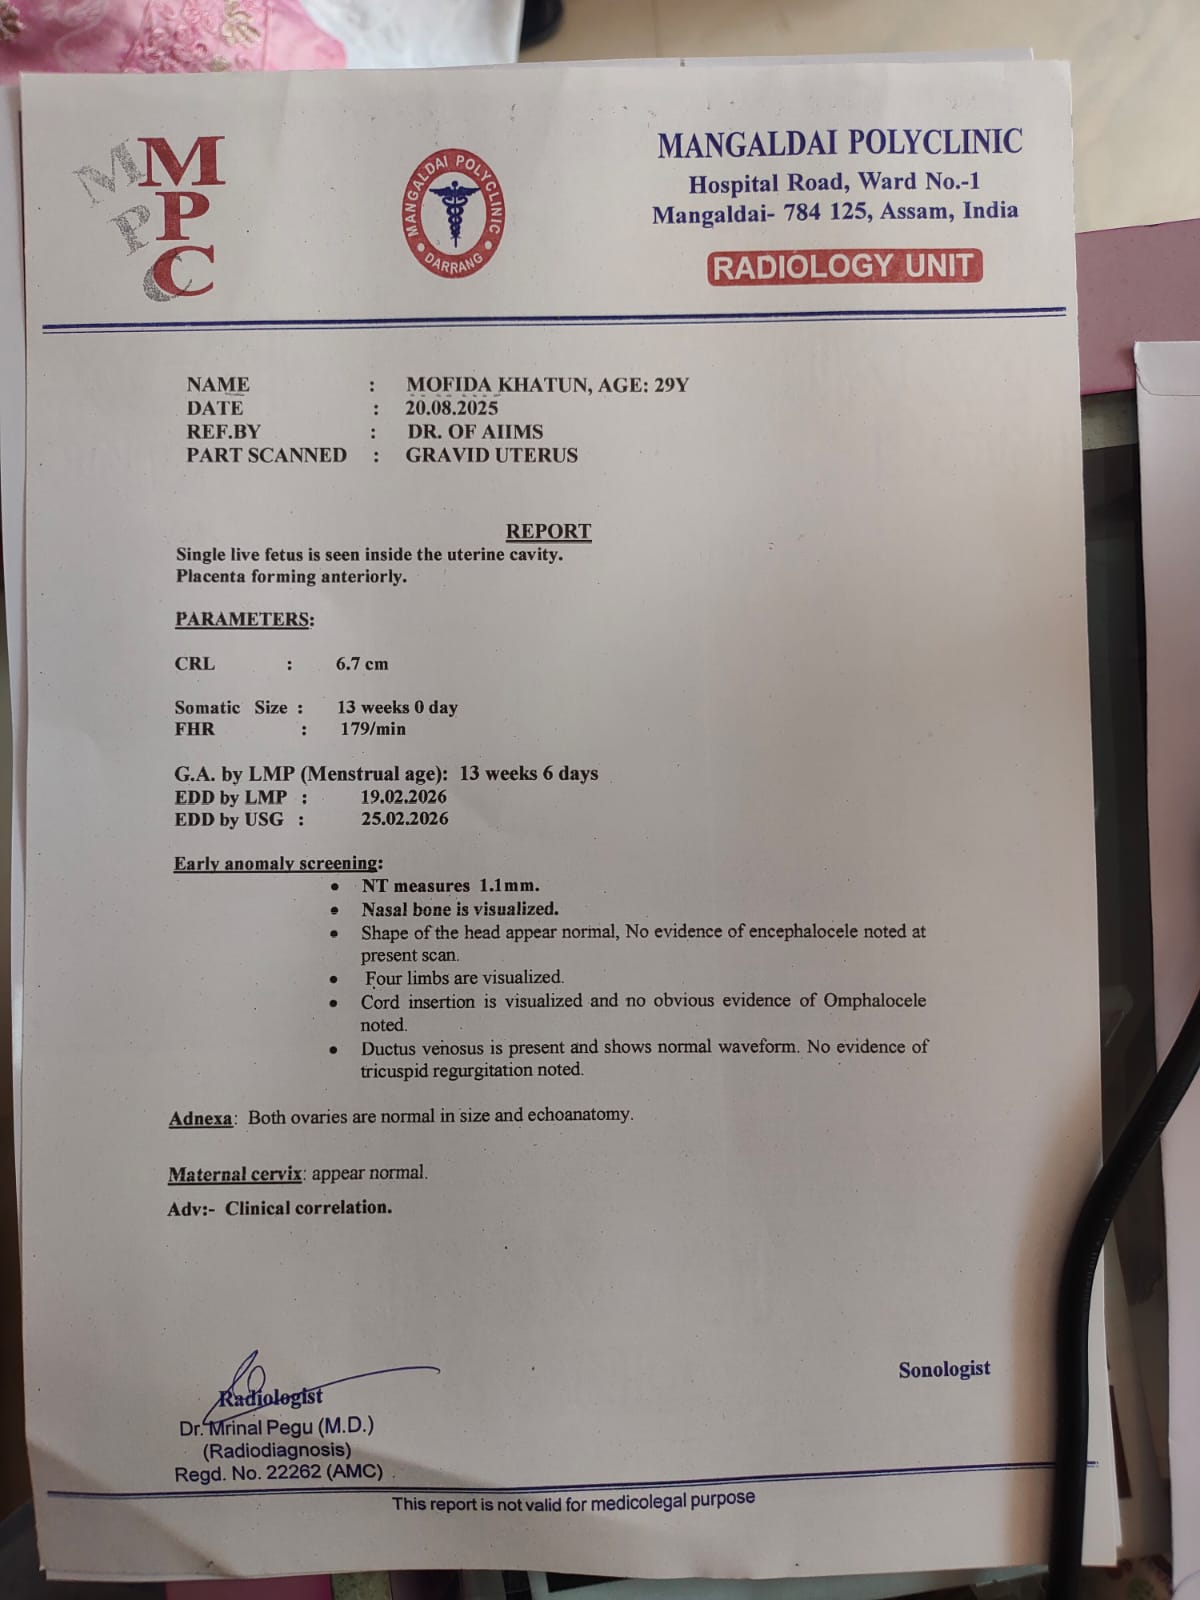 M
P
C
M
P
C
MANGALDAI POLYCLINIC
DARRANG
MANGALDAI POLYCLINIC
Hospital Road, Ward No.-1
Mangaldai- 784 125, Assam, India
RADIOLOGY UNIT
NAME : MOFIDA KHATUN, AGE: 29Y
DATE : 20.08.2025
REF.BY : DR. OF AIIMS
PART SCANNED : GRAVID UTERUS
REPORT
Single live fetus is seen inside the uterine cavity.
Placenta forming anteriorly.
PARAMETERS:
CRL : 6.7 cm
Somatic Size : 13 weeks 0 day
FHR : 179/min
G.A. by LMP (Menstrual age): 13 weeks 6 days
EDD by LMP : 19.02.2026
EDD by USG : 25.02.2026
Early anomaly screening:
• NT measures 1.1mm.
• Nasal bone is visualized.
• Shape of the head appear normal, No evidence of encephalocele noted at
present scan.
• Four limbs are visualized.
• Cord insertion is visualized and no obvious evidence of Omphalocele
noted.
• Ductus venosus is present and shows normal waveform. No evidence of
tricuspid regurgitation noted.
Adnexa: Both ovaries are normal in size and echoanatomy.
Maternal cervix: appear normal.
Adv:- Clinical correlation.
Sonologist
Radiologist
Dr. Mrinal Pegu (M.D.)
(Radiodiagnosis)
Regd. No. 22262 (AMC)
This report is not valid for medicolegal purpose